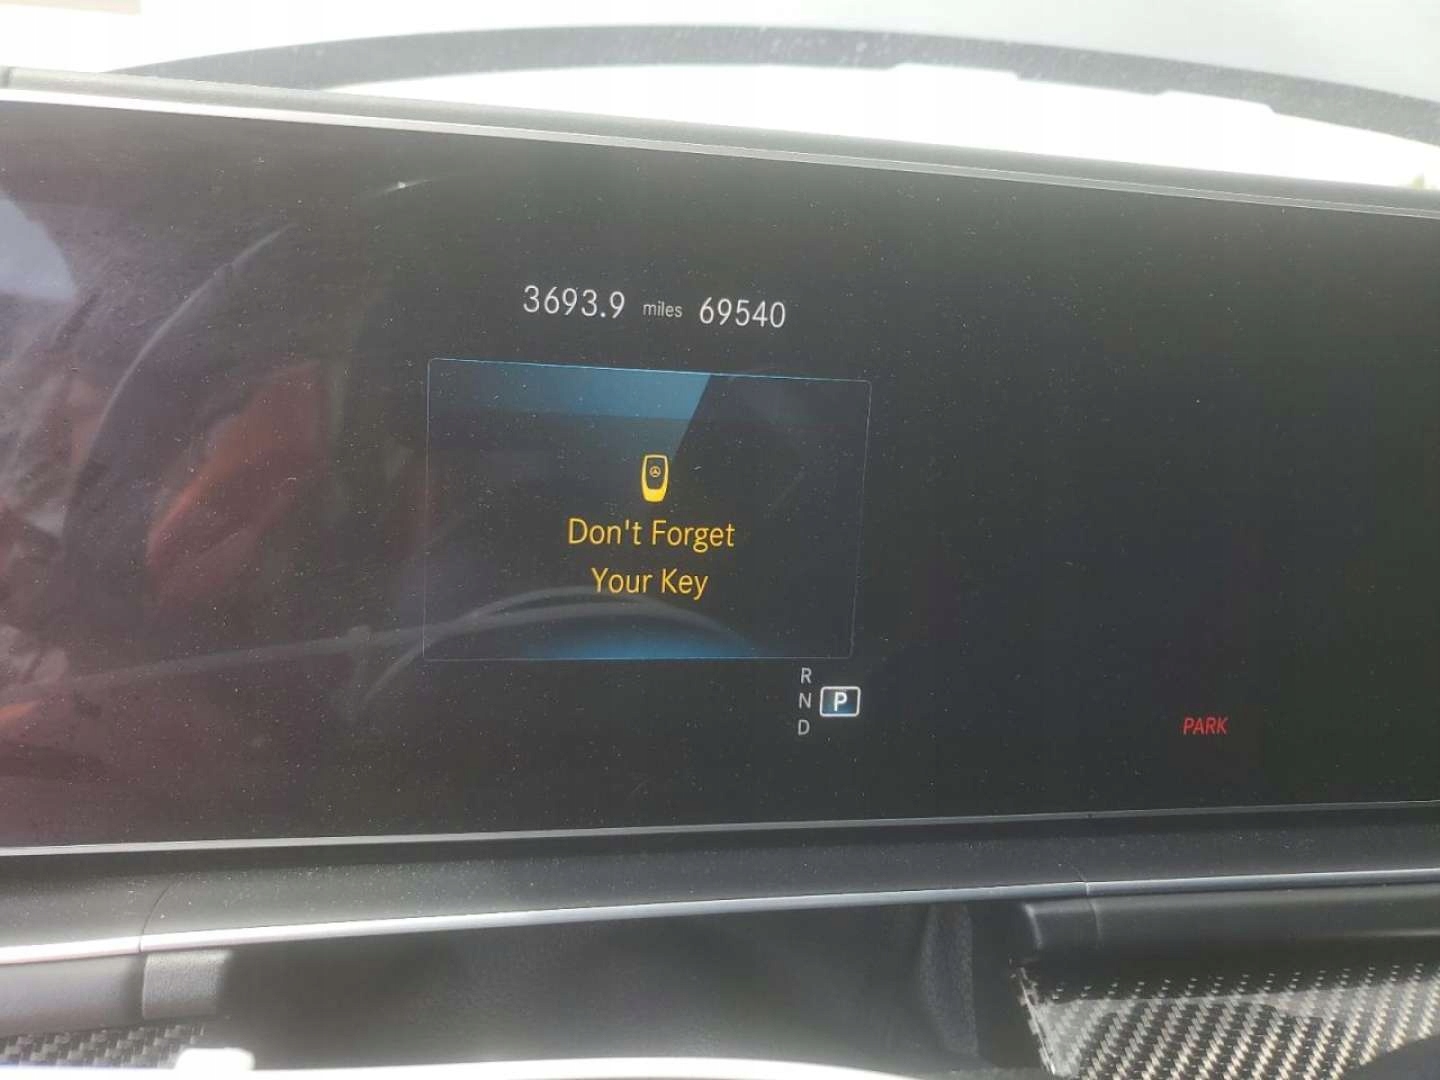 3693.9 miles 69540
Don't Forget
Your Key
R
N P
D
PARK